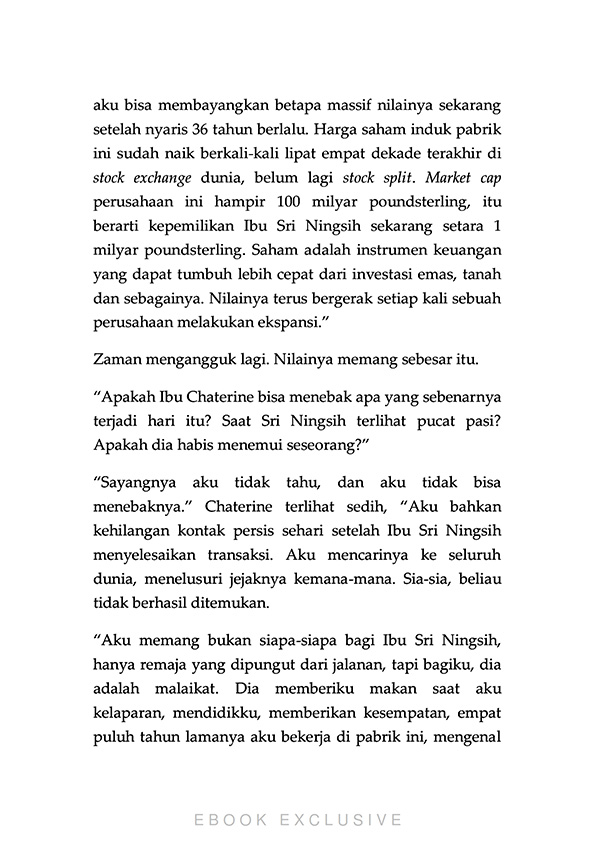 aku bisa membayangkan betapa massif nilainya sekarang
setelah nyaris 36 tahun berlalu. Harga saham induk pabrik
ini sudah naik berkali-kali lipat empat dekade terakhir di
stock exchange dunia, belum lagi stock split. Market cap
perusahaan ini hampir 100 milyar poundsterling, itu
berarti kepemilikan Ibu Sri Ningsih sekarang setara 1
milyar poundsterling. Saham adalah instrumen keuangan
yang dapat tumbuh lebih cepat dari investasi emas, tanah
dan sebagainya. Nilainya terus bergerak setiap kali sebuah
perusahaan melakukan ekspansi.”
Zaman mengangguk lagi. Nilainya memang sebesar itu.
“Apakah Ibu Chaterine bisa menebak apa yang sebenarnya
terjadi hari itu? Saat Sri Ningsih terlihat pucat pasi?
Apakah dia habis menemui seseorang?”
“Sayangnya aku tidak tahu, dan aku tidak bisa
menebaknya.” Chaterine terlihat sedih, “Aku bahkan
kehilangan kontak persis sehari setelah Ibu Sri Ningsih
menyelesaikan transaksi. Aku mencarinya ke seluruh
dunia, menelusuri jejaknya kemana-mana. Sia-sia, beliau
tidak berhasil ditemukan.
“Aku memang bukan siapa-siapa bagi Ibu Sri Ningsih,
hanya remaja yang dipungut dari jalanan, tapi bagiku, dia
adalah malaikat. Dia memberiku makan saat aku
kelaparan, mendidikku, memberikan kesempatan, empat
puluh tahun lamanya aku bekerja di pabrik ini, mengenal
EBOOK EXCLUSIVE